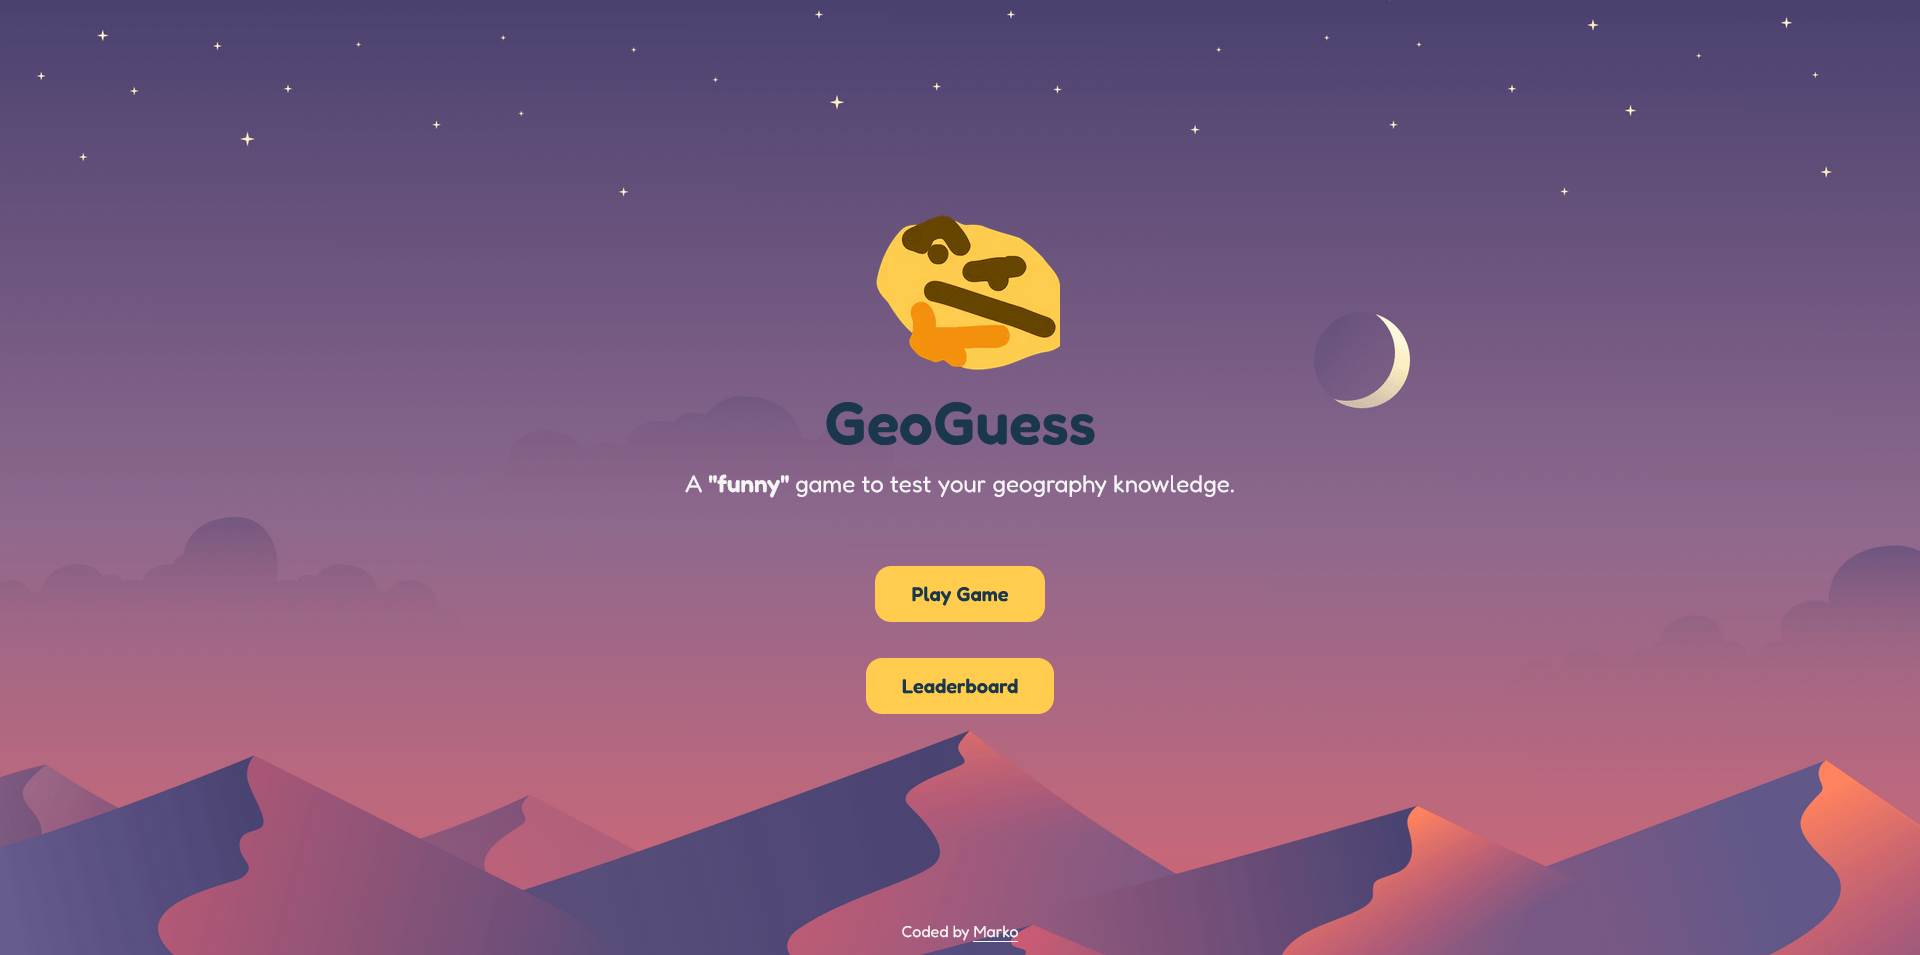 GeoGuess
A "funny" game to test your geography knowledge.
Play Game
Leaderboard
Coded by Marko